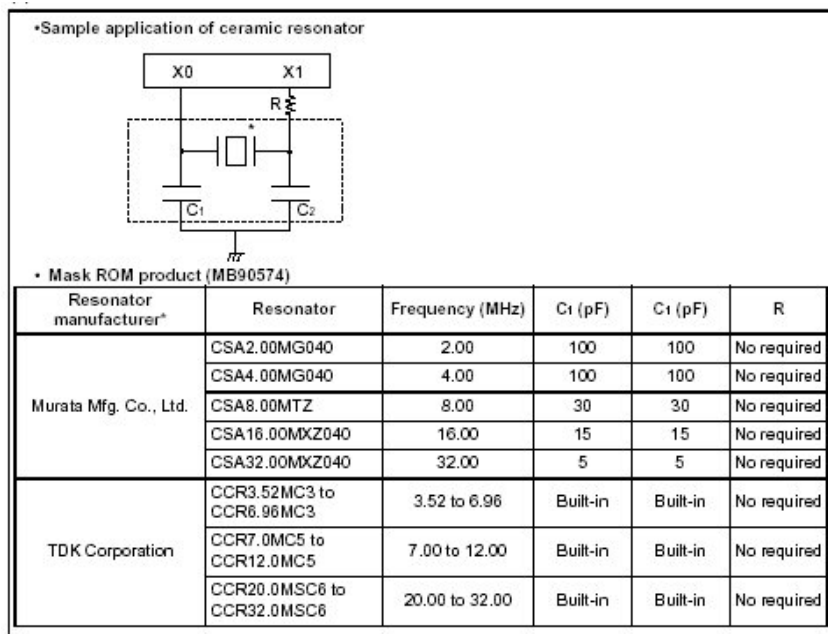 •Sample application of ceramic resonator
X0 X1
R
*
C1 C2
• Mask ROM product (MB90574)
Resonator manufacturer* Resonator Frequency (MHz) C1 (pF) C1 (pF) R
Murata Mfg. Co., Ltd.
CSA2.00MG040 2.00 100 100 No required
CSA4.00MG040 4.00 100 100 No required
CSA8.00MTZ 8.00 30 30 No required
CSA16.00MXZ040 16.00 15 15 No required
CSA32.00MXZ040 32.00 5 5 No required
TDK Corporation
CCR3.52MC3 to
CCR6.96MC3 3.52 to 6.96 Built-in Built-in No required
CCR7.0MC5 to
CCR12.0MC5 7.00 to 12.00 Built-in Built-in No required
CCR20.0MSC6 to
CCR32.0MSC6 20.00 to 32.00 Built-in Built-in No required